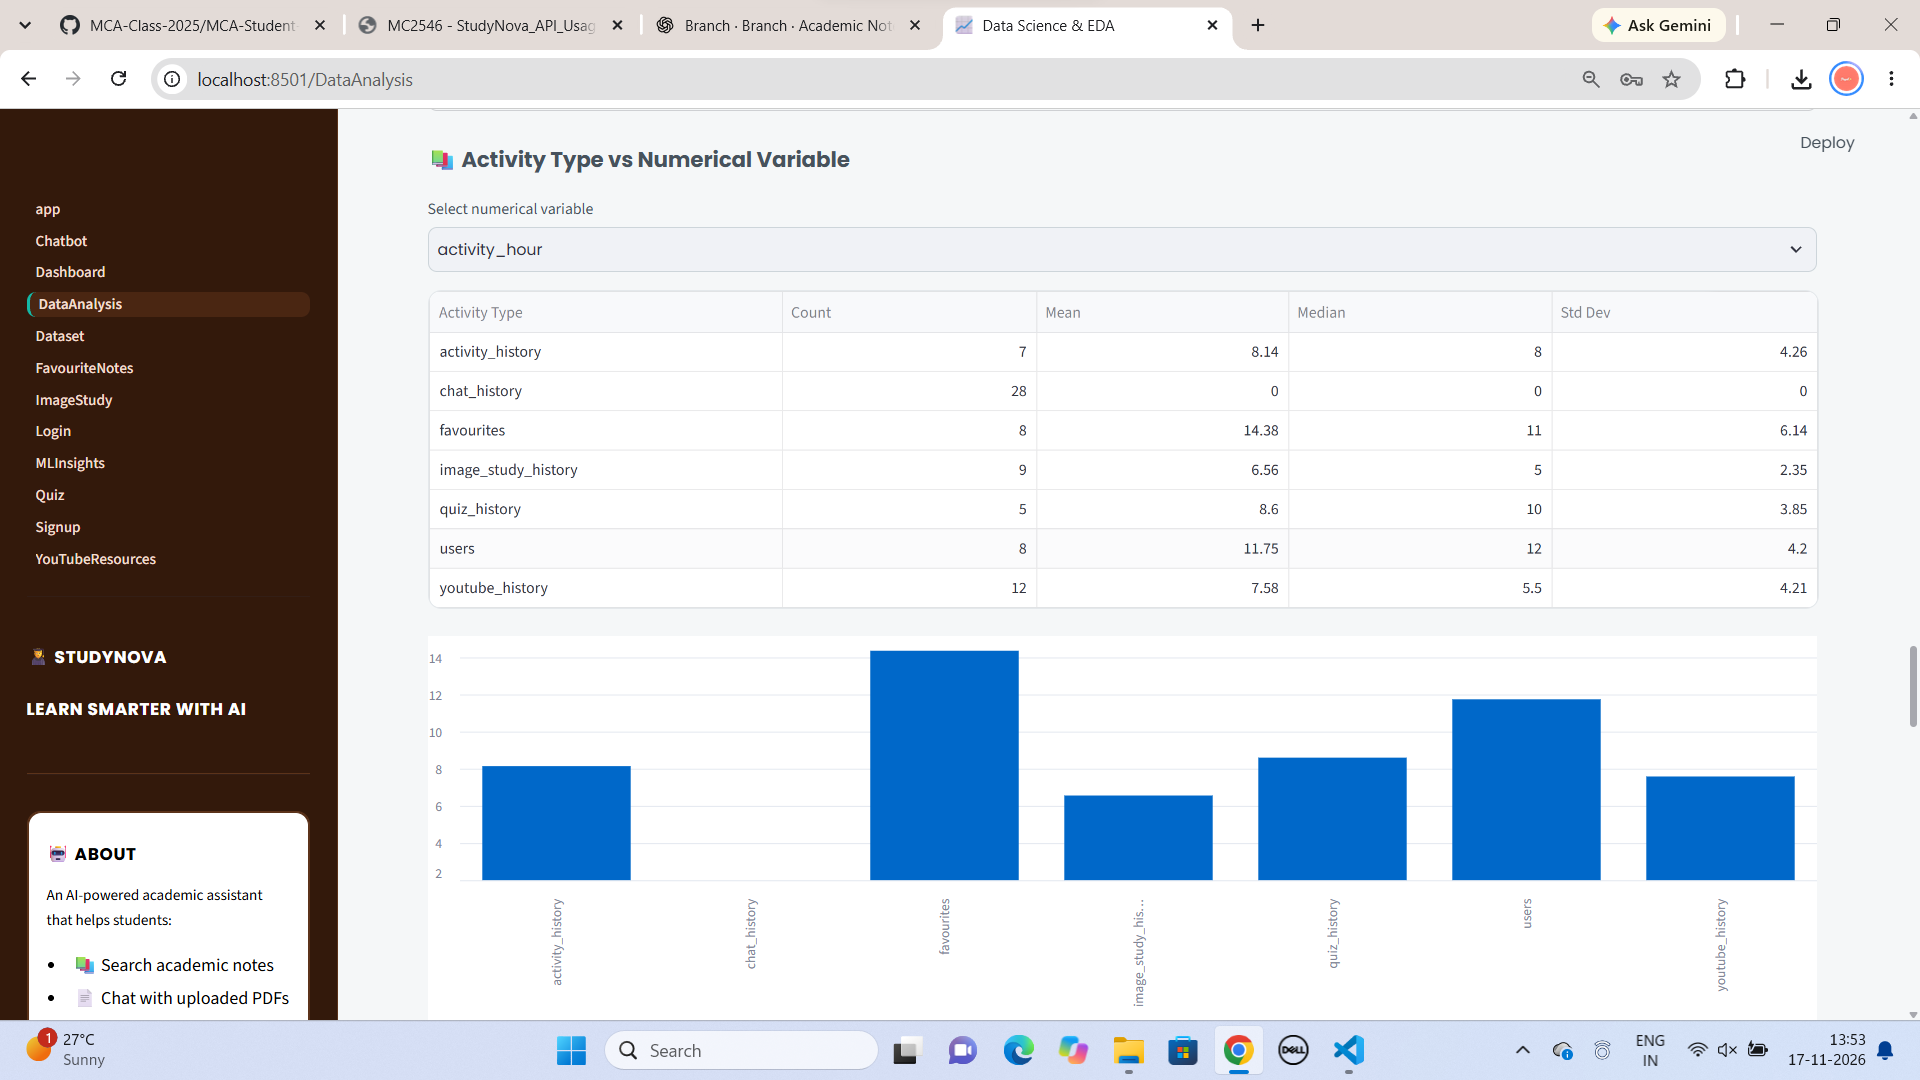 MCA-Class-2025/MCA-Student-
MC2546 - StudyNova_API_Usag
Branch · Branch · Academic Not
Data Science & EDA
Ask Gemini
localhost:8501/DataAnalysis
Deploy
app
Chatbot
Dashboard
DataAnalysis
Dataset
FavouriteNotes
ImageStudy
Login
MLInsights
Quiz
Signup
YouTubeResources
STUDYNOVA
LEARN SMARTER WITH AI
ABOUT
An AI-powered academic assistant
that helps students:
Search academic notes
Chat with uploaded PDFs
Activity Type vs Numerical Variable
Select numerical variable
activity_hour
Activity Type Count Mean Median Std Dev
activity_history 7 8.14 8 4.26
chat_history 28 0 0 0
favourites 8 14.38 11 6.14
image_study_history 9 6.56 5 2.35
quiz_history 5 8.6 10 3.85
users 8 11.75 12 4.2
youtube_history 12 7.58 5.5 4.21
14
12
10
8
6
4
2
activity_history
chat_history
favourites
image_study_his…
quiz_history
users
youtube_history
1
27°C
Sunny
Search
DELL
ENG
IN
13:53
17-11-2026